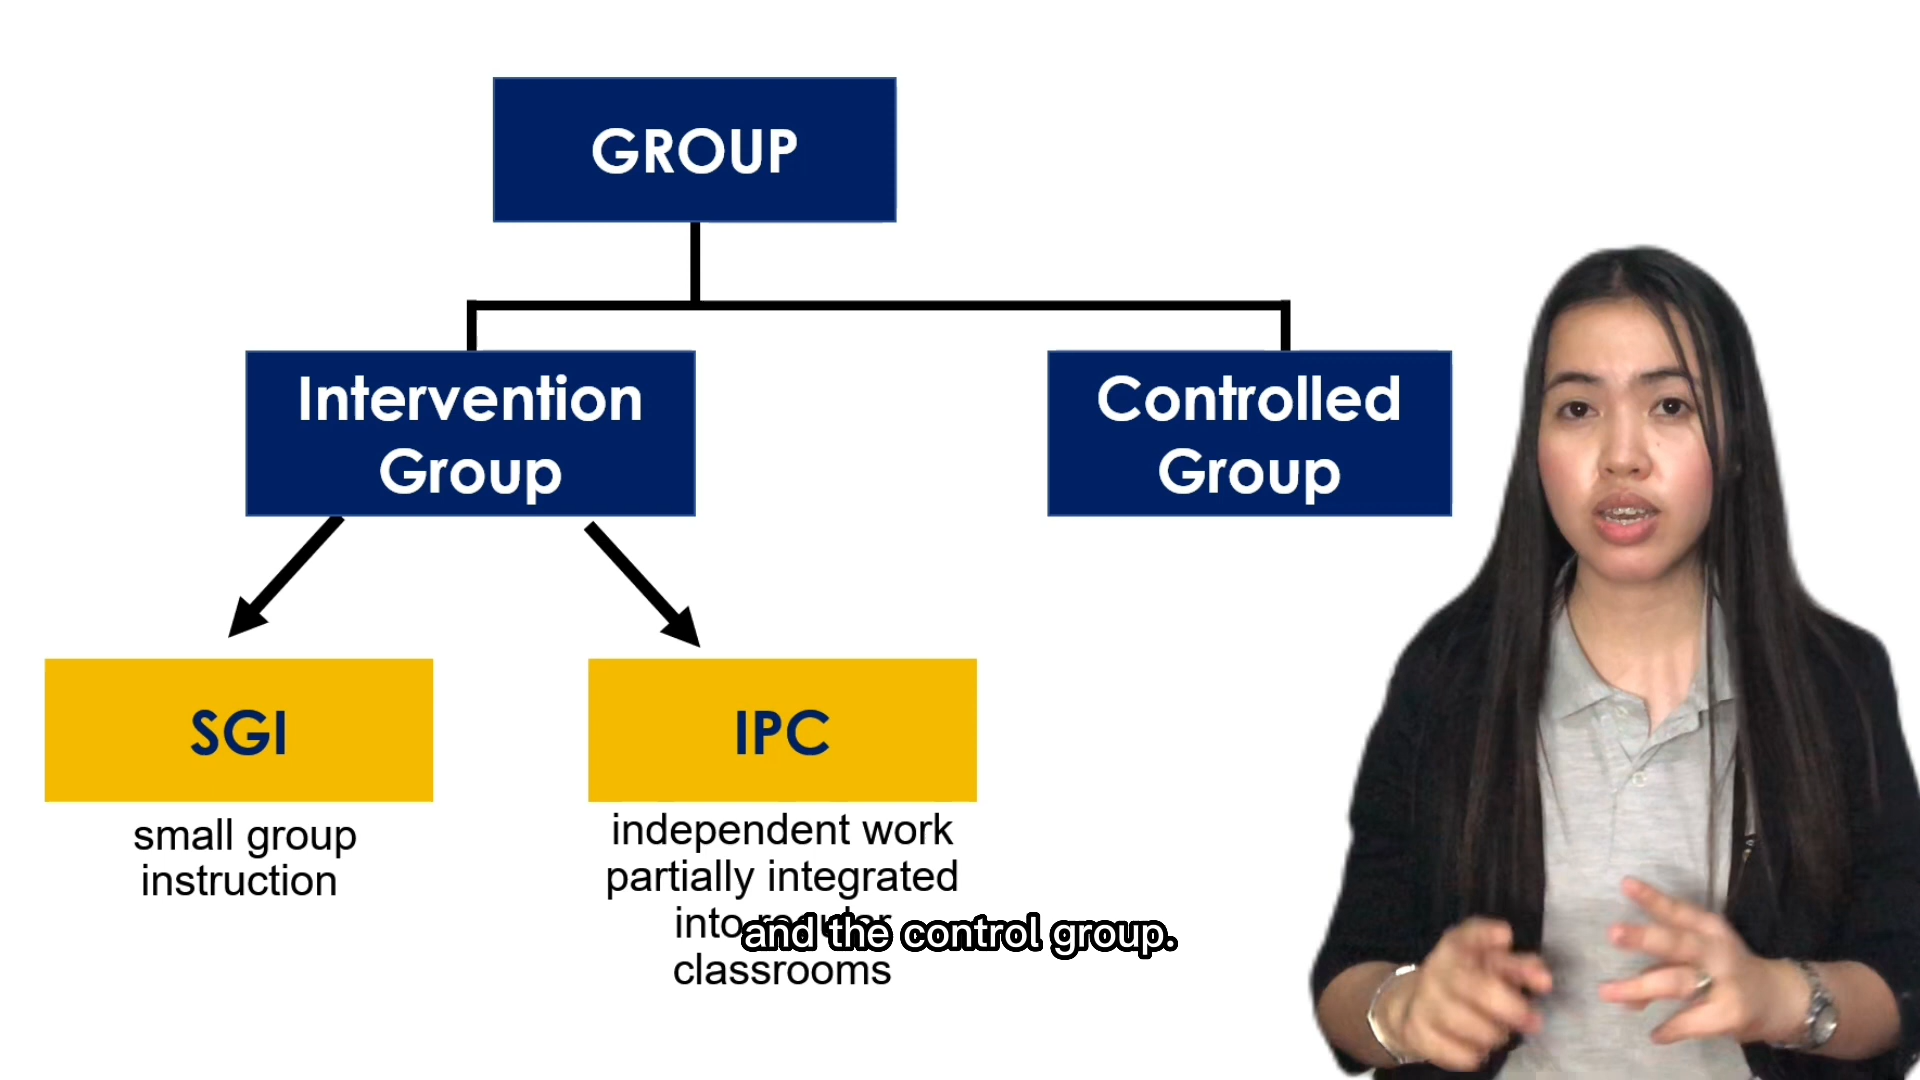 GROUP
Intervention
Group
Controlled
Group
SGI
IPC
small group
instruction
independent work
partially integrated
into regular
classrooms
and the control group.